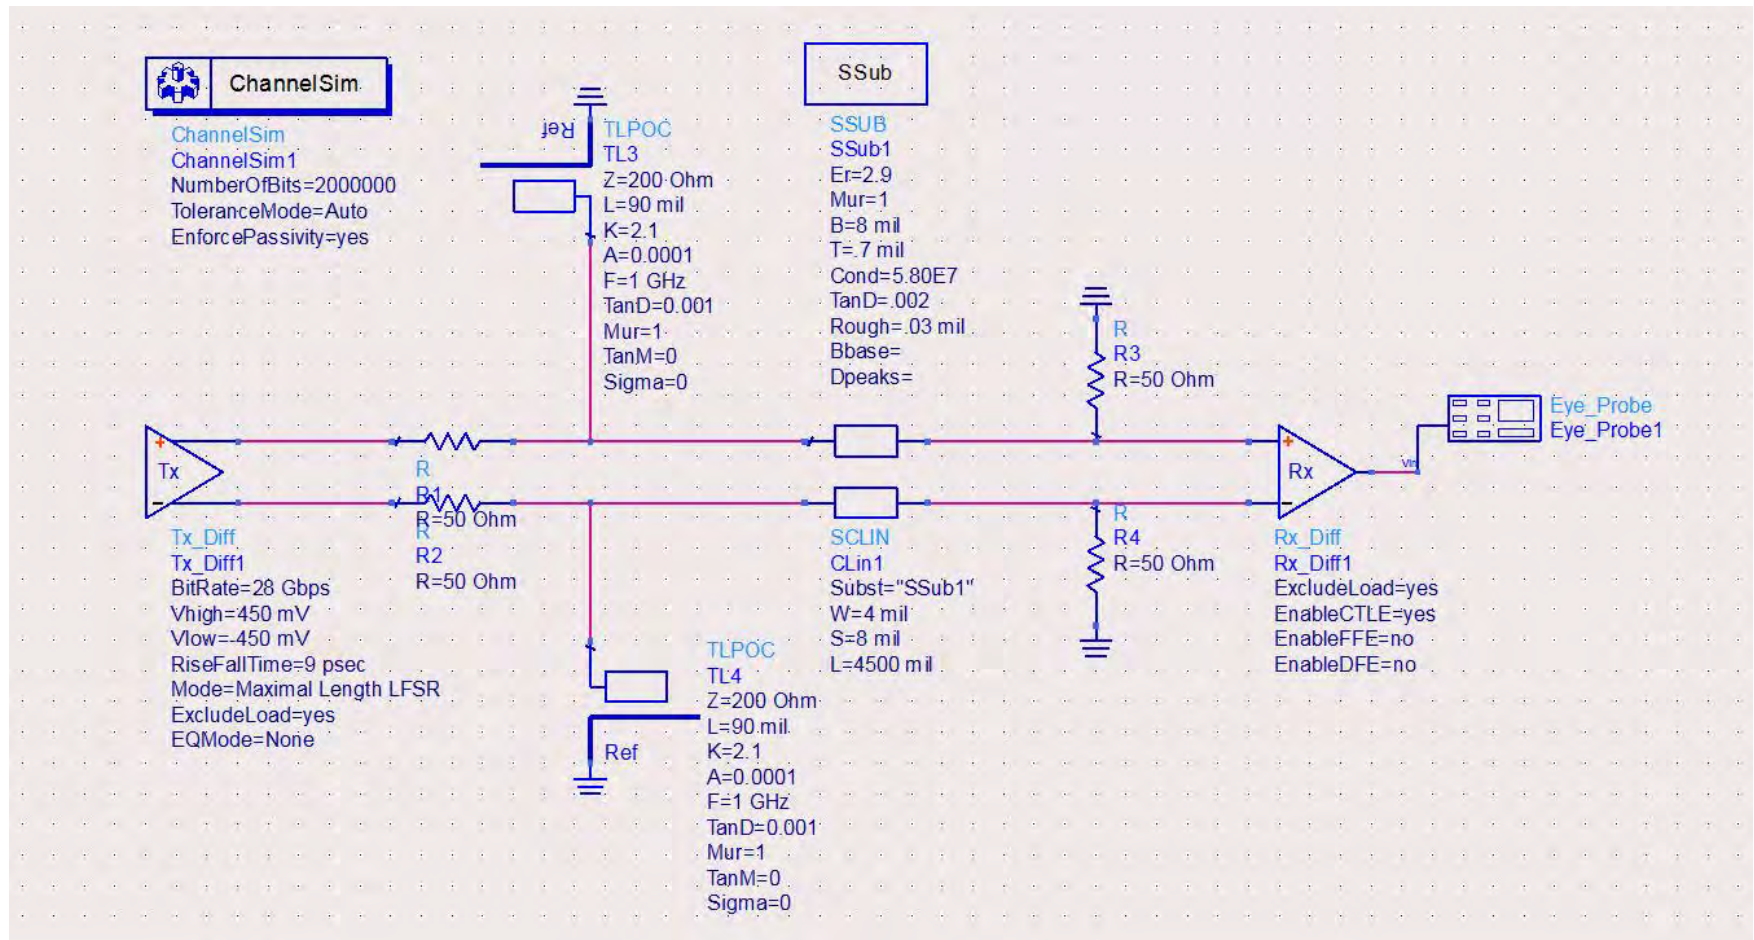 ChannelSim
ChannelSim
ChannelSim1
NumberOfBits=2000000
ToleranceMode=Auto
EnforcePassivity=yes
Ref
TLPOC
TL3
Z=200 Ohm
L=90 mil
K=2.1
A=0.0001
F=1 GHz
TanD=0.001
Mur=1
TanM=0
Sigma=0
SSub
SSUB
SSub1
Er=2.9
Mur=1
B=8 mil
T=.7 mil
Cond=5.80E7
TanD=.002
Rough=.03 mil
Bbase=
Dpeaks=
R
R3
R=50 Ohm
Eye_Probe
Eye_Probe1
+
Tx
−
Tx_Diff
Tx_Diff1
BitRate=28 Gbps
Vhigh=450 mV
Vlow=-450 mV
RiseFallTime=9 psec
Mode=Maximal Length LFSR
ExcludeLoad=yes
EQMode=None
R
R1
R=50 Ohm
R
R2
R=50 Ohm
SCLIN
CLin1
Subst="SSub1"
W=4 mil
S=8 mil
L=4500 mil
R
R4
R=50 Ohm
+
Rx
−
Rx_Diff
Rx_Diff1
ExcludeLoad=yes
EnableCTLE=yes
EnableFFE=no
EnableDFE=no
Ref
TLPOC
TL4
Z=200 Ohm
L=90 mil
K=2.1
A=0.0001
F=1 GHz
TanD=0.001
Mur=1
TanM=0
Sigma=0